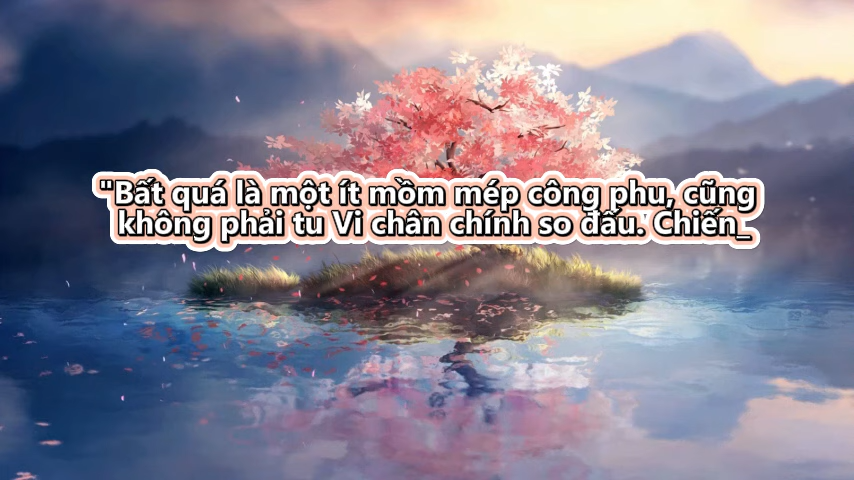 "Bất quá là một ít mồm mép công phu, cũng
không phải tu Vi chân chính so đấu. Chiến_